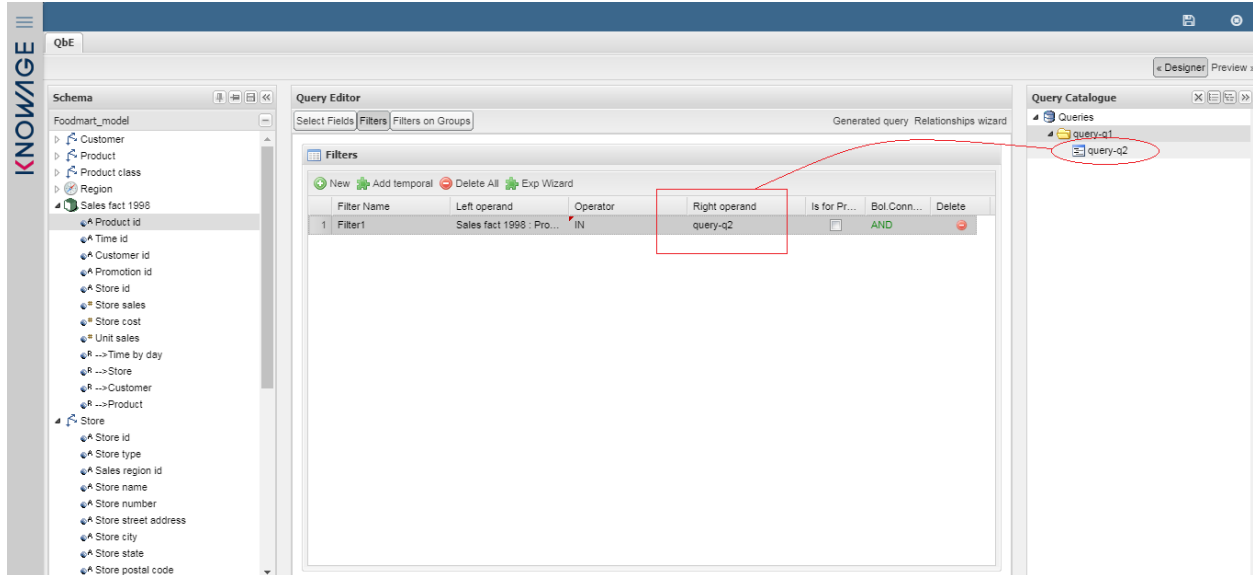 KNOWAGE
QbE
« Designer Preview »
Schema
Foodmart_model
Customer
Product
Product class
Region
Sales fact 1998
Product id
Time id
Customer id
Promotion id
Store id
Store sales
Store cost
Unit sales
-->Time by day
-->Store
-->Customer
-->Product
Store
Store id
Store type
Sales region id
Store name
Store number
Store street address
Store city
Store state
Store postal code
Query Editor
Select Fields Filters Filters on Groups Generated query Relationships wizard
Filters
New Add temporal Delete All Exp Wizard
Filter Name Left operand Operator Right operand Is for Pr... Bol.Conn... Delete
1 Filter1 Sales fact 1998 : Pro... IN query-q2 AND
Query Catalogue
Queries
query-q1
query-q2